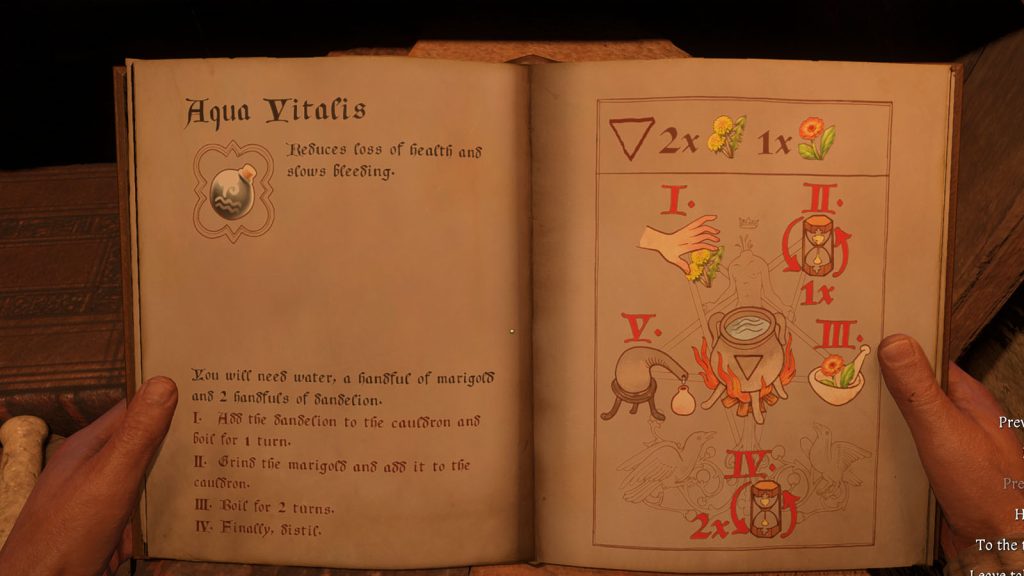 Aqua Vitalis
Reduces loss of health and
slows bleeding.
You will need water, a handful of marigold
and 2 handfuls of dandelion.
I. Add the dandelion to the cauldron and
boil for 1 turn.
II. Grind the marigold and add it to the
cauldron.
III. Boil for 2 turns.
IV. Finally, distil.
2x 1x
I. II.
1x
V. III.
IV.
2x
To the
Leave to